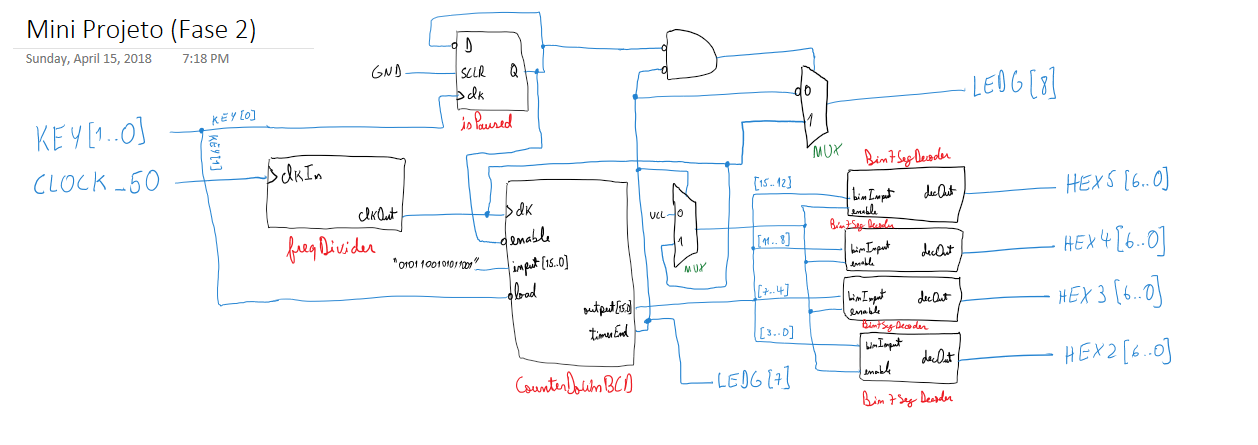 Mini Projeto (Fase 2)
Sunday, April 15, 2018 7:18 PM
KEY[1..0]
CLOCK_50
KEY[0]
KEY[1]
GND
D
SCLR Q
clk
isPaused
clkIn
clkOut
freqDivider
clk
enable
input[15..0]
load
output[15.0]
timerEnd
CounterDownBCD
LEDG[7]
0
1
MUX
LEDG[8]
VCC
0
1
MUX
[15..12]
[11..8]
[7..4]
[3..0]
Bin7SegDecoder
binInput decOut
enable
HEX5[6..0]
Bin7SegDecoder
binInput decOut
enable
HEX4[6..0]
binInput decOut
enable
Bin7SegDecoder
HEX3[6..0]
binInput decOut
enable
Bin7SegDecoder
HEX2[6..0]